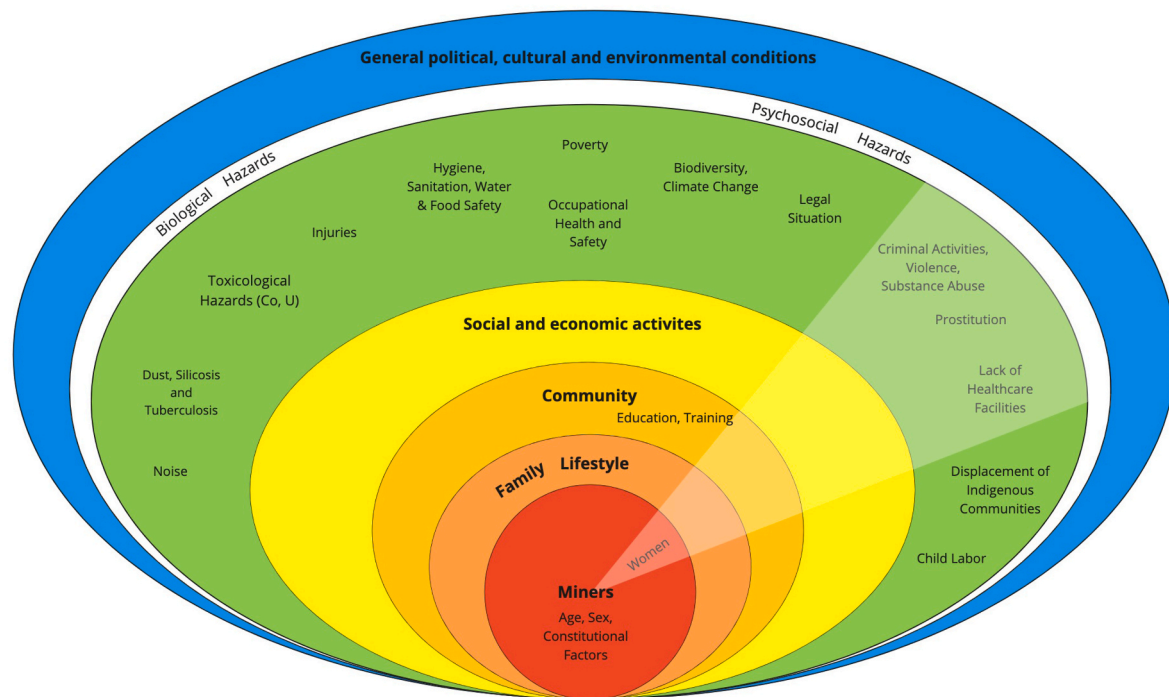 General political, cultural and environmental conditions
Biological Hazards
Psychosocial Hazards
Poverty
Hygiene,
Sanitation, Water
& Food Safety
Biodiversity,
Climate Change
Occupational
Health and
Safety
Legal
Situation
Injuries
Criminal Activities,
Violence,
Substance Abuse
Toxicological
Hazards (Co, U)
Prostitution
Social and economic activites
Dust, Silicosis
and
Tuberculosis
Lack of
Healthcare
Facilities
Community
Education, Training
Noise
Family
Lifestyle
Displacement of
Indigenous
Communities
Women
Child Labor
Miners
Age, Sex,
Constitutional
Factors